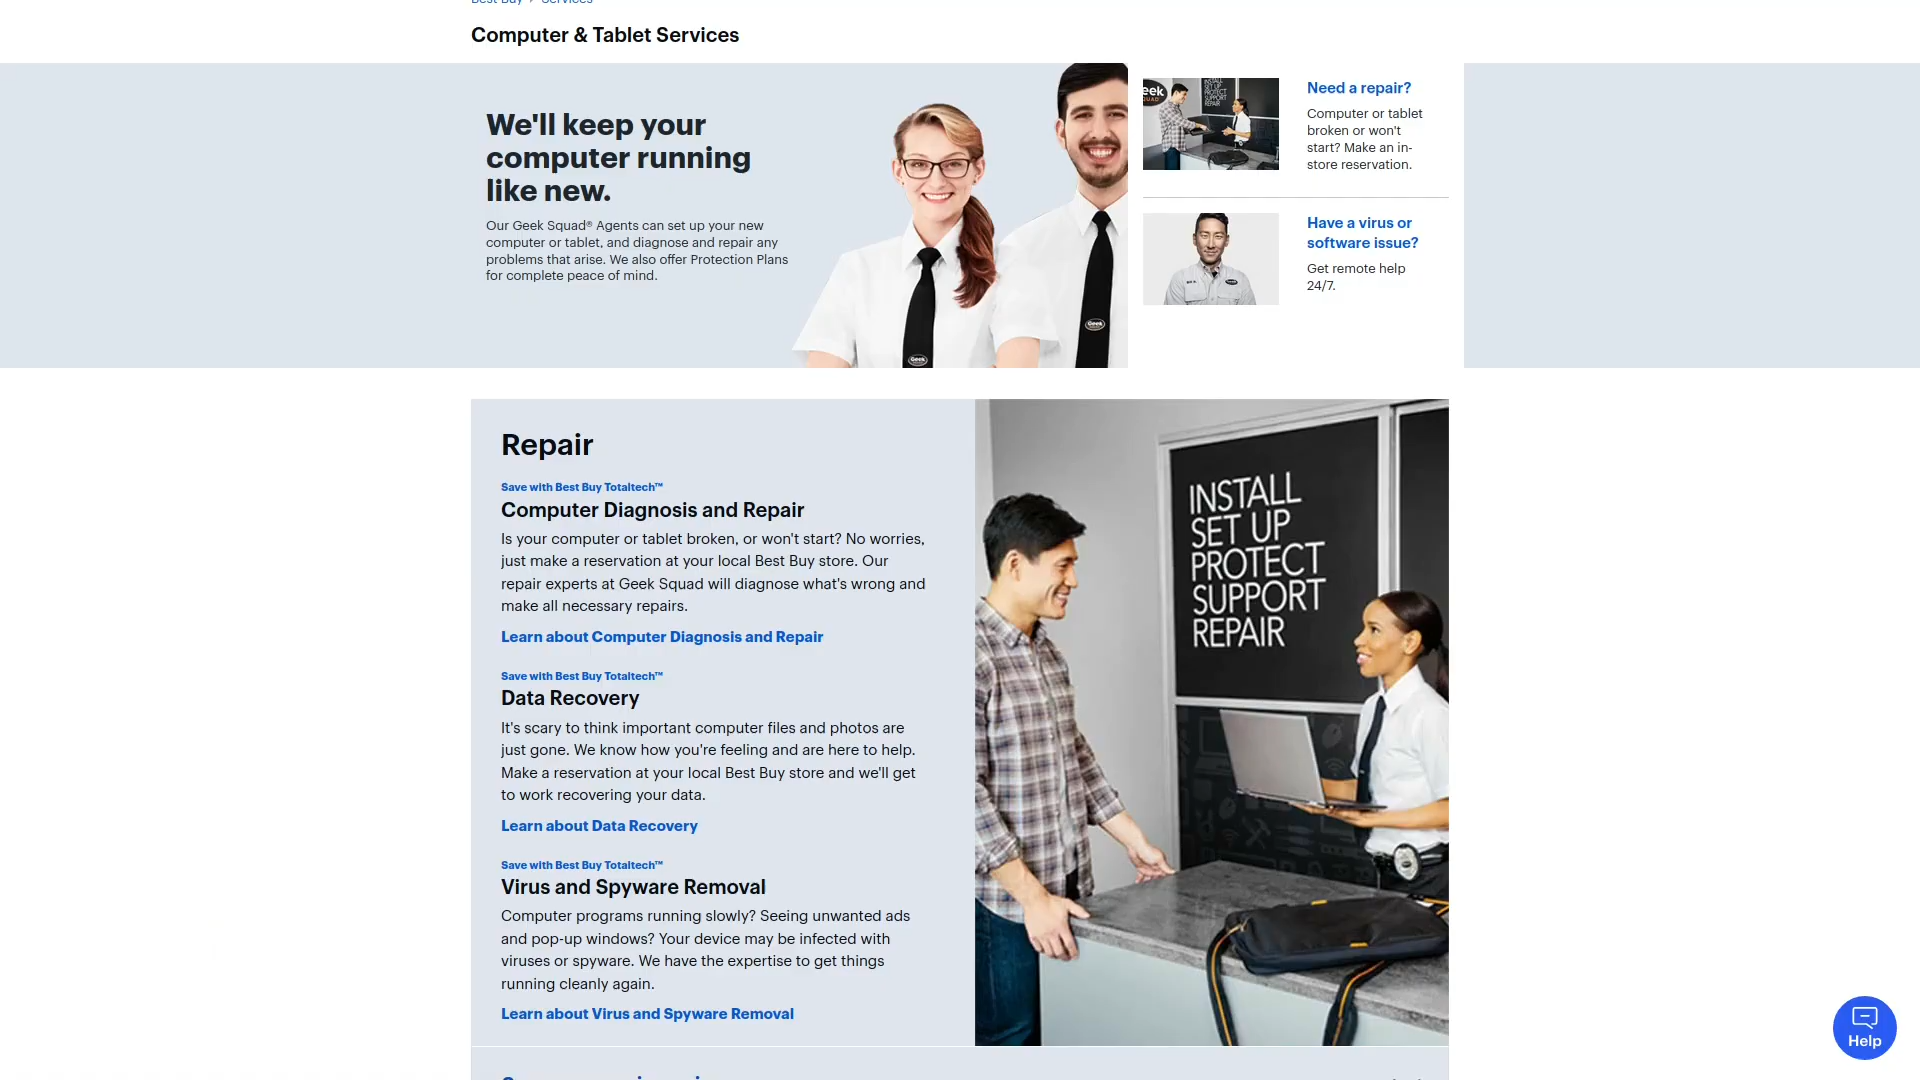 Computer & Tablet Services
We'll keep your
computer running
like new.
Our Geek Squad® Agents can set up your new
computer or tablet, and diagnose and repair any
problems that arise. We also offer Protection Plans
for complete peace of mind.
Geek
Geek
eek
QUAD
INSTALL
SET UP
PROTECT
SUPPORT
REPAIR
Need a repair?
Computer or tablet
broken or won't
start? Make an in-
store reservation.
Have a virus or
software issue?
Get remote help
24/7.
Repair
Save with Best Buy Totaltech™
Computer Diagnosis and Repair
Is your computer or tablet broken, or won't start? No worries,
just make a reservation at your local Best Buy store. Our
repair experts at Geek Squad will diagnose what's wrong and
make all necessary repairs.
Learn about Computer Diagnosis and Repair
Save with Best Buy Totaltech™
Data Recovery
It's scary to think important computer files and photos are
just gone. We know how you're feeling and are here to help.
Make a reservation at your local Best Buy store and we'll get
to work recovering your data.
Learn about Data Recovery
Save with Best Buy Totaltech™
Virus and Spyware Removal
Computer programs running slowly? Seeing unwanted ads
and pop-up windows? Your device may be infected with
viruses or spyware. We have the expertise to get things
running cleanly again.
Learn about Virus and Spyware Removal
INSTALL
SET UP
PROTECT
SUPPORT
REPAIR
Help